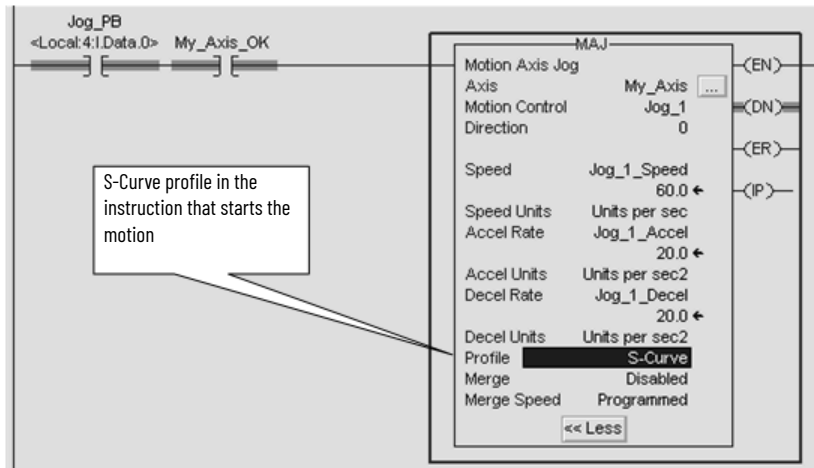 Jog_PB
<Local:4:I.Data.0> My_Axis_OK
MAJ
Motion Axis Jog
Axis My_Axis ...
Motion Control Jog_1
Direction 0
Speed Jog_1_Speed
60.0 ←
Speed Units Units per sec
Accel Rate Jog_1_Accel
20.0 ←
Accel Units Units per sec2
Decel Rate Jog_1_Decel
20.0 ←
Decel Units Units per sec2
Profile S-Curve
Merge Disabled
Merge Speed Programmed
<< Less
(EN)
(DN)
(ER)
(IP)
S-Curve profile in the
instruction that starts the
motion